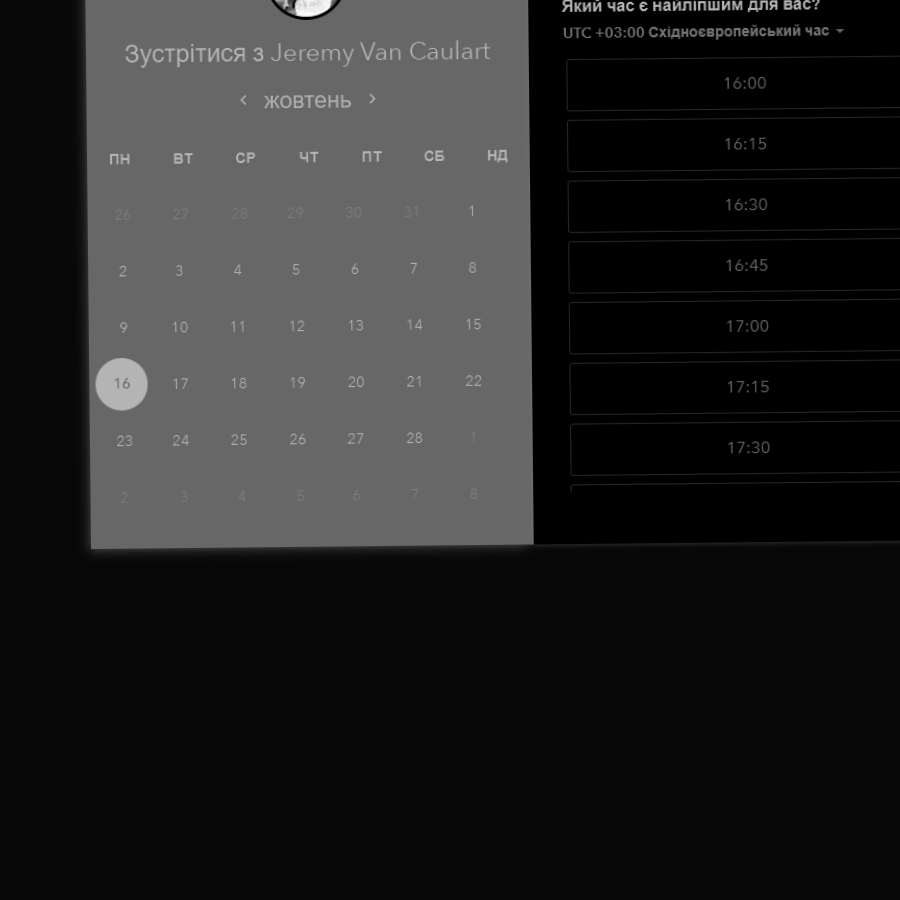 Зустрітися з Jeremy Van Caulart
жовтень
ПН ВТ СР ЧТ ПТ СБ НД
26 27 28 29 30 31 1
2 3 4 5 6 7 8
9 10 11 12 13 14 15
16 17 18 19 20 21 22
23 24 25 26 27 28 1
2 3 4 5 6 7 8
Який час є найліпшим для вас?
UTC +03:00 Східноєвропейський час
16:00
16:15
16:30
16:45
17:00
17:15
17:30